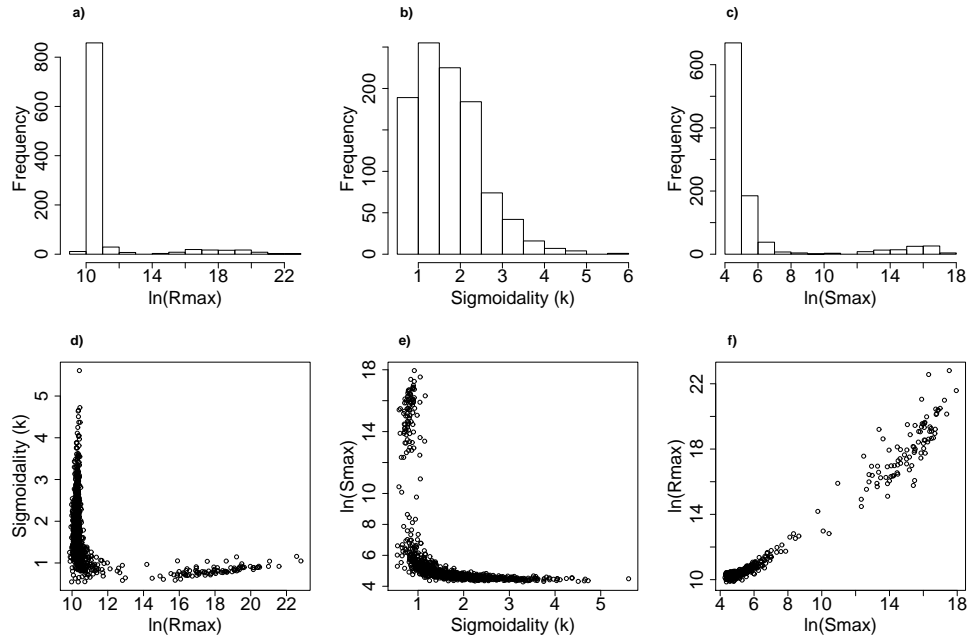 a)
Frequency
0 200 400 600 800
10 14 18 22
ln(Rmax)
b)
Frequency
0 50 100 200
1 2 3 4 5 6
Sigmoidality (k)
c)
Frequency
0 200 400 600
4 6 8 10 14 18
ln(Smax)
d)
Sigmoidality (k)
1 2 3 4 5
10 12 14 16 18 20 22
ln(Rmax)
e)
ln(Smax)
4 6 8 10 14 18
1 2 3 4 5
Sigmoidality (k)
f)
ln(Rmax)
10 14 18 22
4 6 8 10 12 14 16 18
ln(Smax)